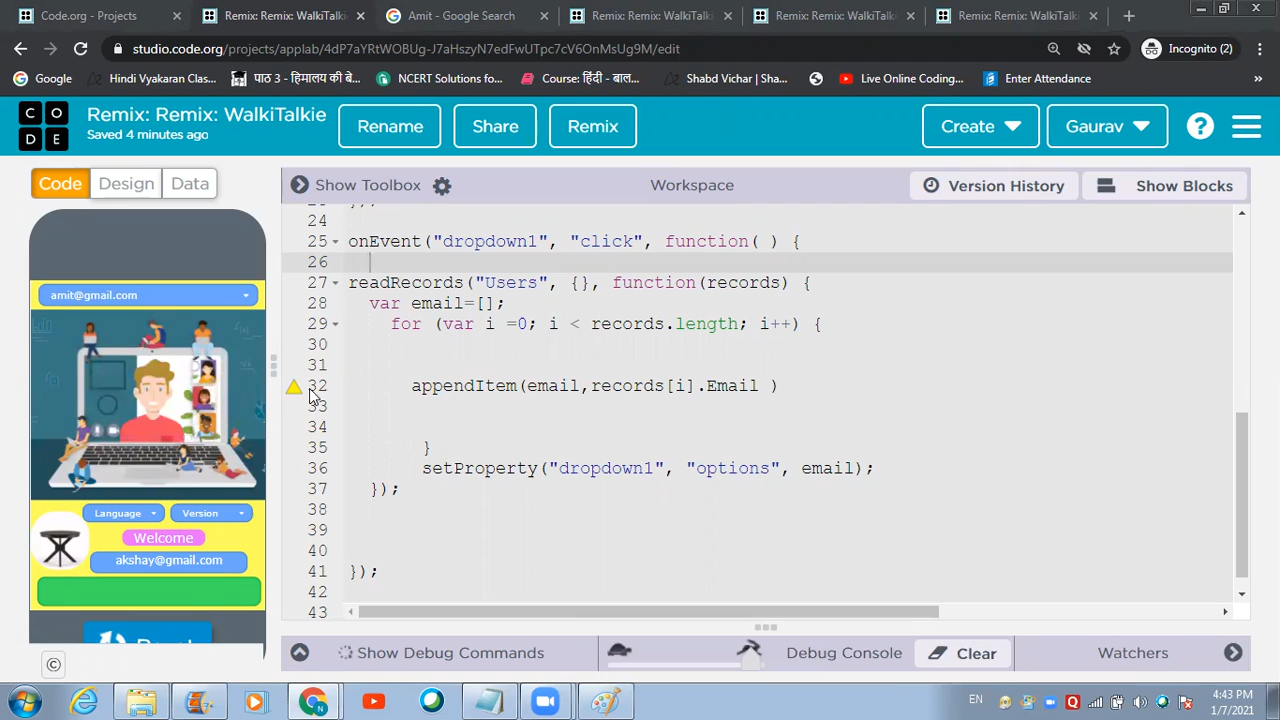 Code.org - Projects
Remix: Remix: WalkiTalki
Amit - Google Search
Remix: Remix: WalkiTalk
Remix: Remix: WalkiTalk
Remix: Remix: WalkiTalk
studio.code.org/projects/applab/4dP7aYRtWOBUg-J7aHszyN7edFwUTpc7cV6OnMsUg9M/edit
Incognito (2)
Google
Hindi Vyakaran Clas...
पाठ 3 - हिमालय की बे...
NCERT Solutions fo...
Course: हिंदी - बाल...
Shabd Vichar | Sha...
Live Online Coding...
Enter Attendance
»
CODE
Remix: Remix: WalkiTalkie
Saved 4 minutes ago
Rename
Share
Remix
Create
Gaurav
?
Code
Design
Data
Show Toolbox
Workspace
Version History
Show Blocks
24
25 onEvent("dropdown1", "click", function( ) {
26
27 readRecords("Users", {}, function(records) {
28 var email=[];
29 for (var i =0; i < records.length; i++) {
30
31
32 appendItem(email,records[i].Email )
33
34
35 }
36 setProperty("dropdown1", "options", email);
37 });
38
39
40
41 });
42
43
amit@gmail.com
Language
Version
Welcome
akshay@gmail.com
©
Show Debug Commands
Debug Console
Clear
Watchers
EN
4:43 PM
1/7/2021